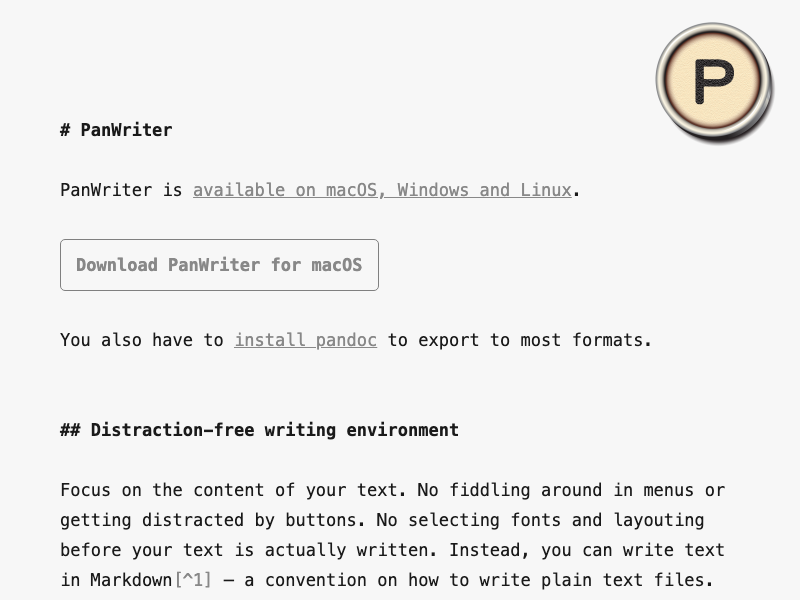 P
# PanWriter
PanWriter is available on macOS, Windows and Linux.
Download PanWriter for macOS
You also have to install pandoc to export to most formats.
## Distraction-free writing environment
Focus on the content of your text. No fiddling around in menus or
getting distracted by buttons. No selecting fonts and layouting
before your text is actually written. Instead, you can write text
in Markdown[^1] – a convention on how to write plain text files.